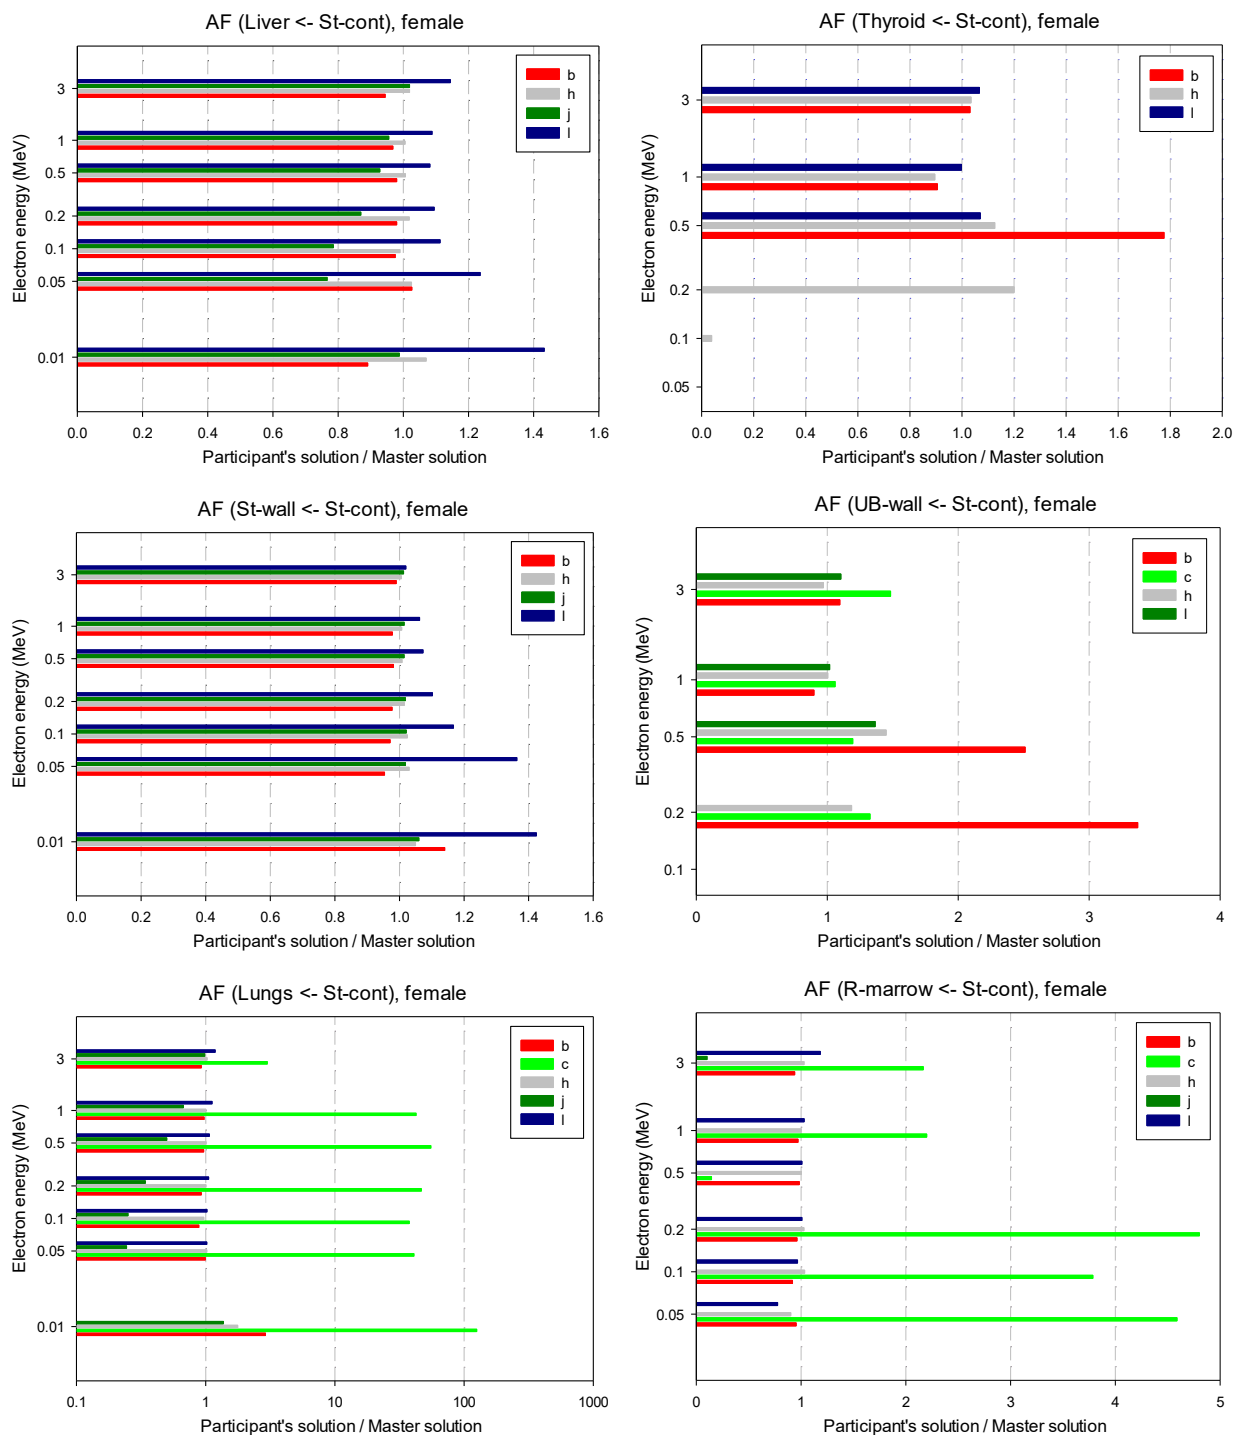 AF (Liver <- St-cont), female
b
h
j
l
Electron energy (MeV)
3
1
0.5
0.2
0.1
0.05
0.01
0.0 0.2 0.4 0.6 0.8 1.0 1.2 1.4 1.6
Participant's solution / Master solution
AF (Thyroid <- St-cont), female
b
h
l
Electron energy (MeV)
3
1
0.5
0.2
0.1
0.05
0.0 0.2 0.4 0.6 0.8 1.0 1.2 1.4 1.6 1.8 2.0
Participant's solution / Master solution
AF (St-wall <- St-cont), female
b
h
j
l
Electron energy (MeV)
3
1
0.5
0.2
0.1
0.05
0.01
0.0 0.2 0.4 0.6 0.8 1.0 1.2 1.4 1.6
Participant's solution / Master solution
AF (UB-wall <- St-cont), female
b
c
h
l
Electron energy (MeV)
3
1
0.5
0.2
0.1
0 1 2 3 4
Participant's solution / Master solution
AF (Lungs <- St-cont), female
b
c
h
j
l
Electron energy (MeV)
3
1
0.5
0.2
0.1
0.05
0.01
0.1 1 10 100 1000
Participant's solution / Master solution
AF (R-marrow <- St-cont), female
b
c
h
j
l
Electron energy (MeV)
3
1
0.5
0.2
0.1
0.05
0 1 2 3 4 5
Participant's solution / Master solution